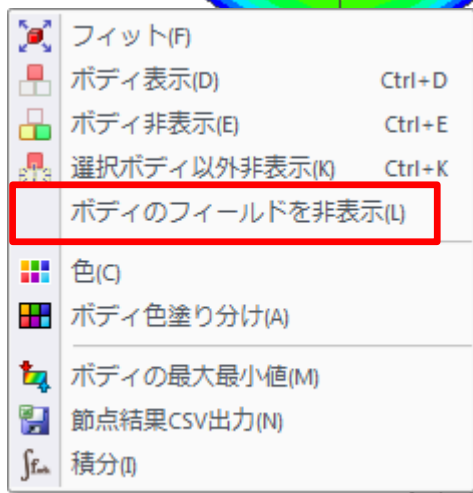 フィット(F)
ボディ表示(D) Ctrl+D
ボディ非表示(E) Ctrl+E
選択ボディ以外非表示(K) Ctrl+K
ボディのフィールドを非表示(L)
色(C)
ボディ色塗り分け(A)
ボディの最大最小値(M)
節点結果CSV出力(N)
積分(I)